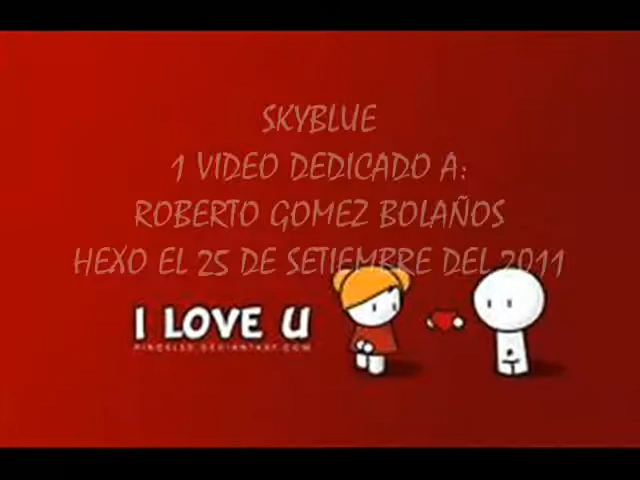 SKYBLUE
1 VIDEO DEDICADO A:
ROBERTO GOMEZ BOLAÑOS
HEXO EL 25 DE SETIEMBRE DEL 2011
I LOVE U